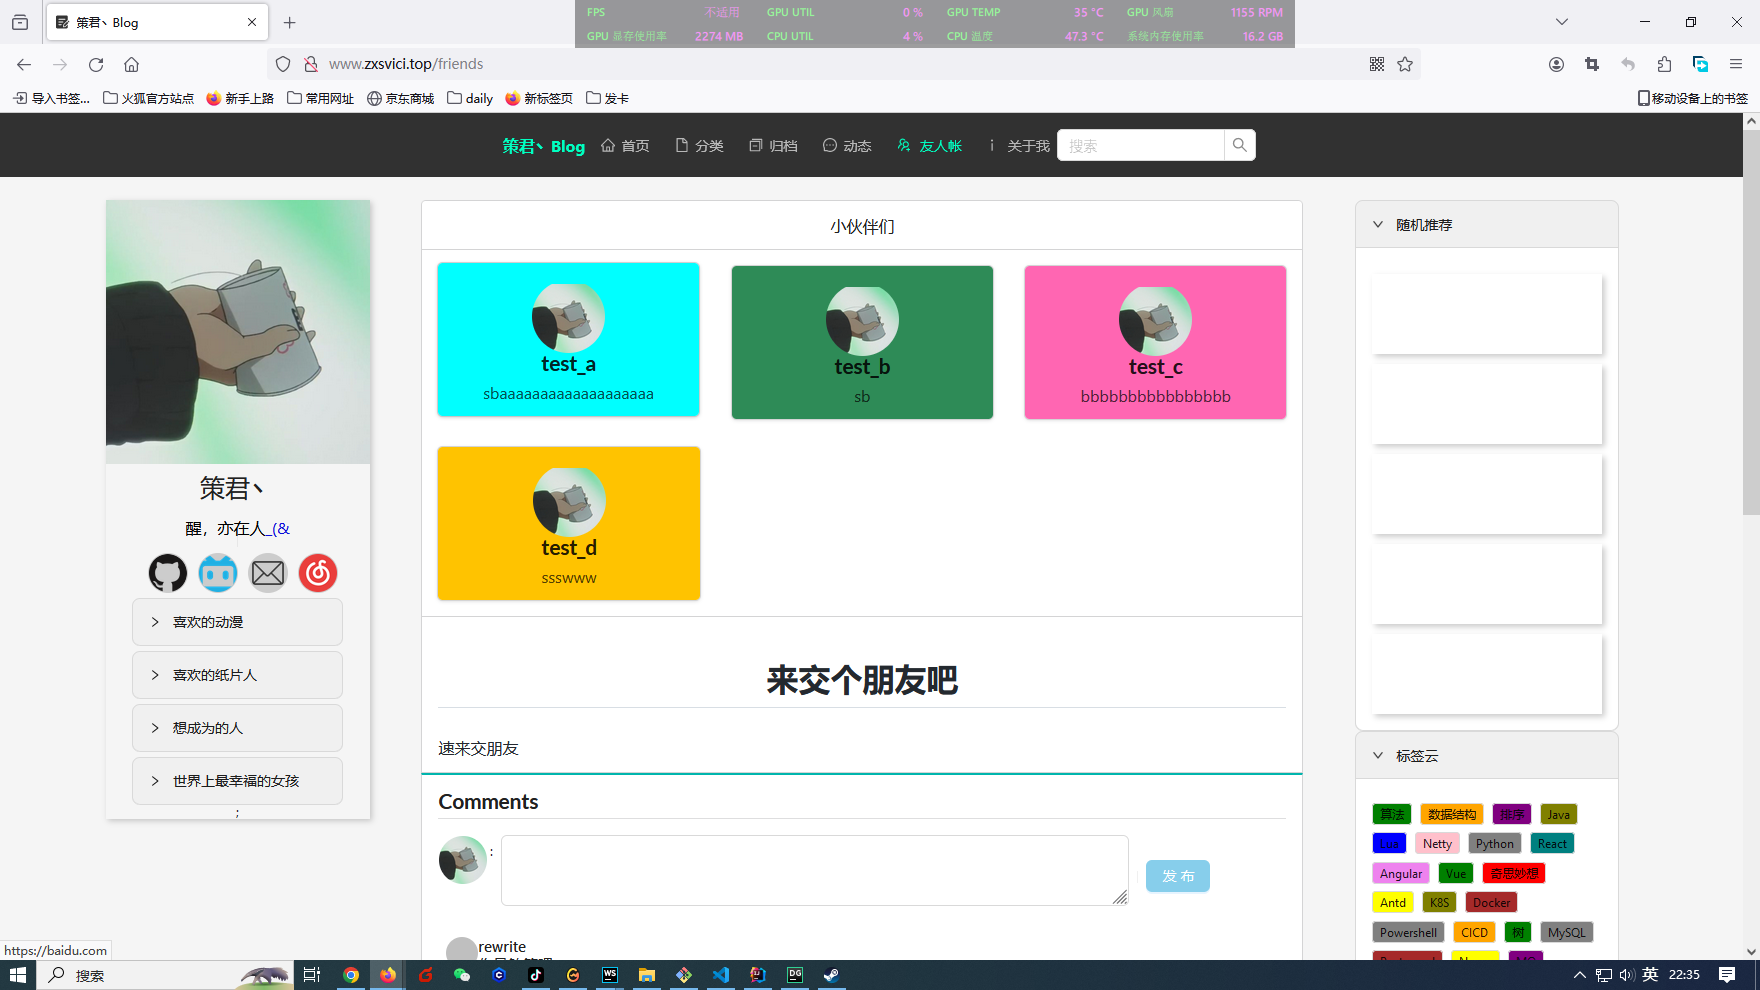 策君丶Blog
FPS 不适用 GPU UTIL 0 % GPU TEMP 35 °C GPU 风扇 1155 RPM
GPU 显存使用率 2274 MB CPU UTIL 4 % CPU 温度 47.3 °C 系统内存使用率 16.2 GB
www.zxsvici.top/friends
导入书签... 火狐官方站点 新手上路 常用网址 京东商城 daily 新标签页 发卡 移动设备上的书签
策君丶Blog 首页 分类 归档 动态 友人帐 关于我 搜索
策君丶
醒，亦在人_(&
喜欢的动漫
喜欢的纸片人
想成为的人
世界上最幸福的女孩
;
小伙伴们
test_a
sbaaaaaaaaaaaaaaaaaaa
test_b
sb
test_c
bbbbbbbbbbbbbbbb
test_d
ssswww
来交个朋友吧
速来交朋友
Comments
:
发 布
rewrite
随机推荐
标签云
算法 数据结构 排序 Java
Lua Netty Python React
Angular Vue 奇思妙想
Antd K8S Docker
Powershell CICD 树 MySQL
https://baidu.com
搜索
英 22:35